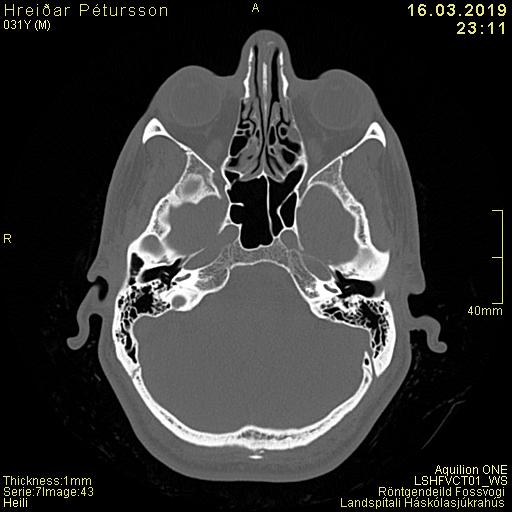 Hreiðar Pétursson
031Y (M)
A
16.03.2019
23:11
R
40mm
Thickness:1mm
Serie:7Image:43
Heili
Aquilion ONE
LSHFVCT01_WS
Röntgendeild Fossvogi
Landspítali Háskólasjúkrahús